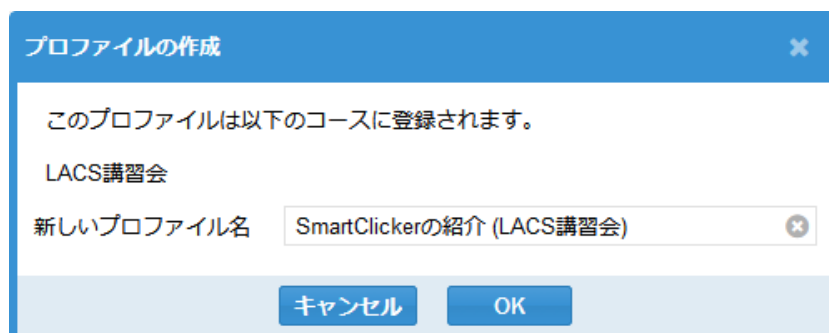 プロファイルの作成
このプロファイルは以下のコースに登録されます。
LACS講習会
新しいプロファイル名 SmartClickerの紹介 (LACS講習会)
キャンセル OK